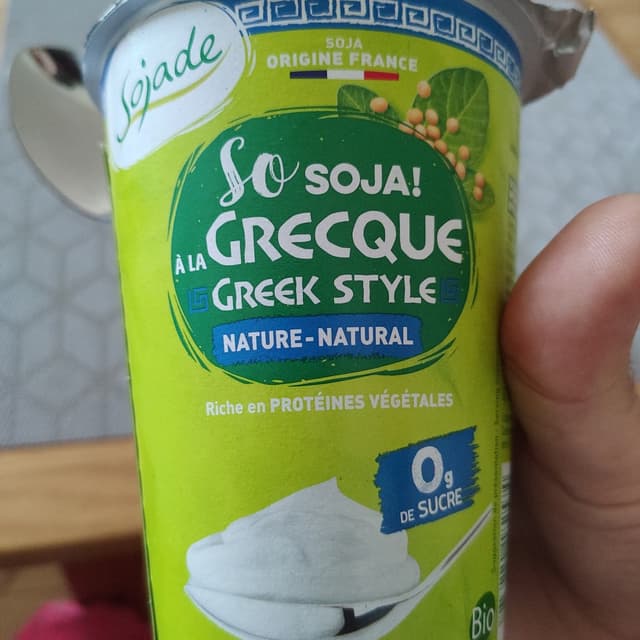 Sojade
SOJA
ORIGINE FRANCE
So SOJA!
À LA GRECQUE
GREEK STYLE
NATURE - NATURAL
Riche en PROTÉINES VÉGÉTALES
0g
DE SUCRE
Bio